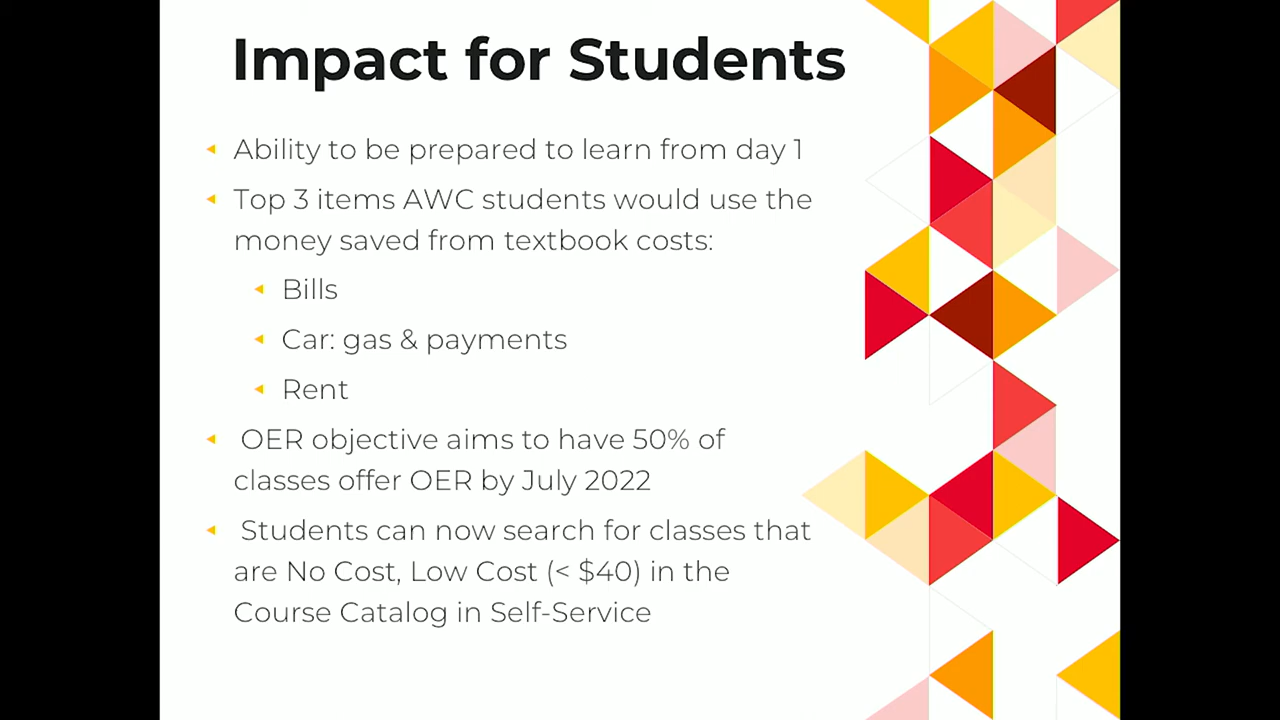 Impact for Students
Ability to be prepared to learn from day 1
Top 3 items AWC students would use the
money saved from textbook costs:
Bills
Car: gas & payments
Rent
OER objective aims to have 50% of
classes offer OER by July 2022
Students can now search for classes that
are No Cost, Low Cost (< $40) in the
Course Catalog in Self-Service